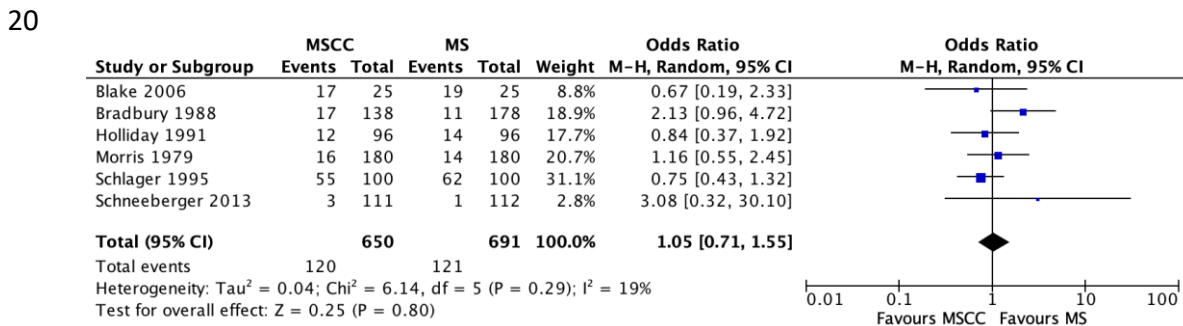 20
MSCC MS Odds Ratio Odds Ratio
Study or Subgroup Events Total Events Total Weight M-H, Random, 95% CI M-H, Random, 95% CI
Blake 2006 17 25 19 25 8.8% 0.67 [0.19, 2.33]
Bradbury 1988 17 138 11 178 18.9% 2.13 [0.96, 4.72]
Holliday 1991 12 96 14 96 17.7% 0.84 [0.37, 1.92]
Morris 1979 16 180 14 180 20.7% 1.16 [0.55, 2.45]
Schlager 1995 55 100 62 100 31.1% 0.75 [0.43, 1.32]
Schneeberger 2013 3 111 1 112 2.8% 3.08 [0.32, 30.10]
Total (95% CI) 650 691 100.0% 1.05 [0.71, 1.55]
Total events 120 121
Heterogeneity: Tau² = 0.04; Chi² = 6.14, df = 5 (P = 0.29); I² = 19%
Test for overall effect: Z = 0.25 (P = 0.80)
0.01 0.1 1 10 100
Favours MSCC Favours MS